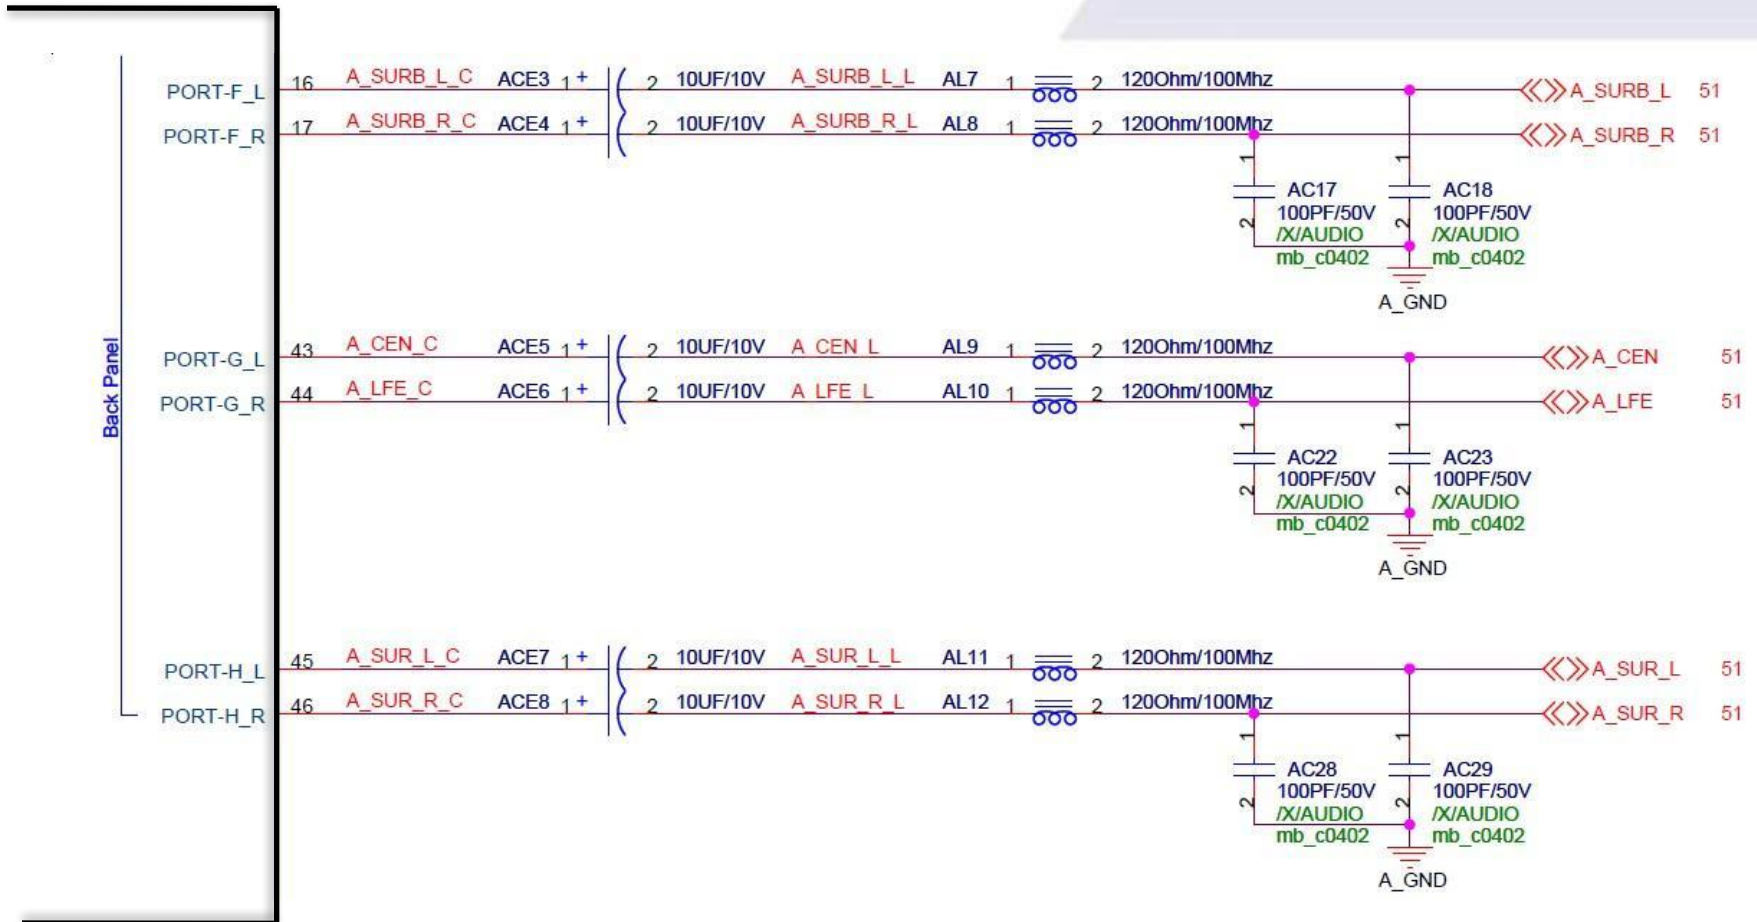 PORT-F_L 16 A_SURB_L_C ACE3 1 + 2 10UF/10V A_SURB_L_L AL7 1 2 120Ohm/100Mhz A_SURB_L 51
PORT-F_R 17 A_SURB_R_C ACE4 1 + 2 10UF/10V A_SURB_R_L AL8 1 2 120Ohm/100Mhz A_SURB_R 51
1 1
AC17 AC18
100PF/50V 100PF/50V
2 2
/X/AUDIO /X/AUDIO
mb_c0402 mb_c0402
A_GND
Back Panel
PORT-G_L 43 A_CEN_C ACE5 1 + 2 10UF/10V A_CEN_L AL9 1 2 120Ohm/100Mhz A_CEN 51
PORT-G_R 44 A_LFE_C ACE6 1 + 2 10UF/10V A_LFE_L AL10 1 2 120Ohm/100Mhz A_LFE 51
1 1
AC22 AC23
100PF/50V 100PF/50V
2 2
/X/AUDIO /X/AUDIO
mb_c0402 mb_c0402
A_GND
PORT-H_L 45 A_SUR_L_C ACE7 1 + 2 10UF/10V A_SUR_L_L AL11 1 2 120Ohm/100Mhz A_SUR_L 51
PORT-H_R 46 A_SUR_R_C ACE8 1 + 2 10UF/10V A_SUR_R_L AL12 1 2 120Ohm/100Mhz A_SUR_R 51
1 1
AC28 AC29
100PF/50V 100PF/50V
2 2
/X/AUDIO /X/AUDIO
mb_c0402 mb_c0402
A_GND